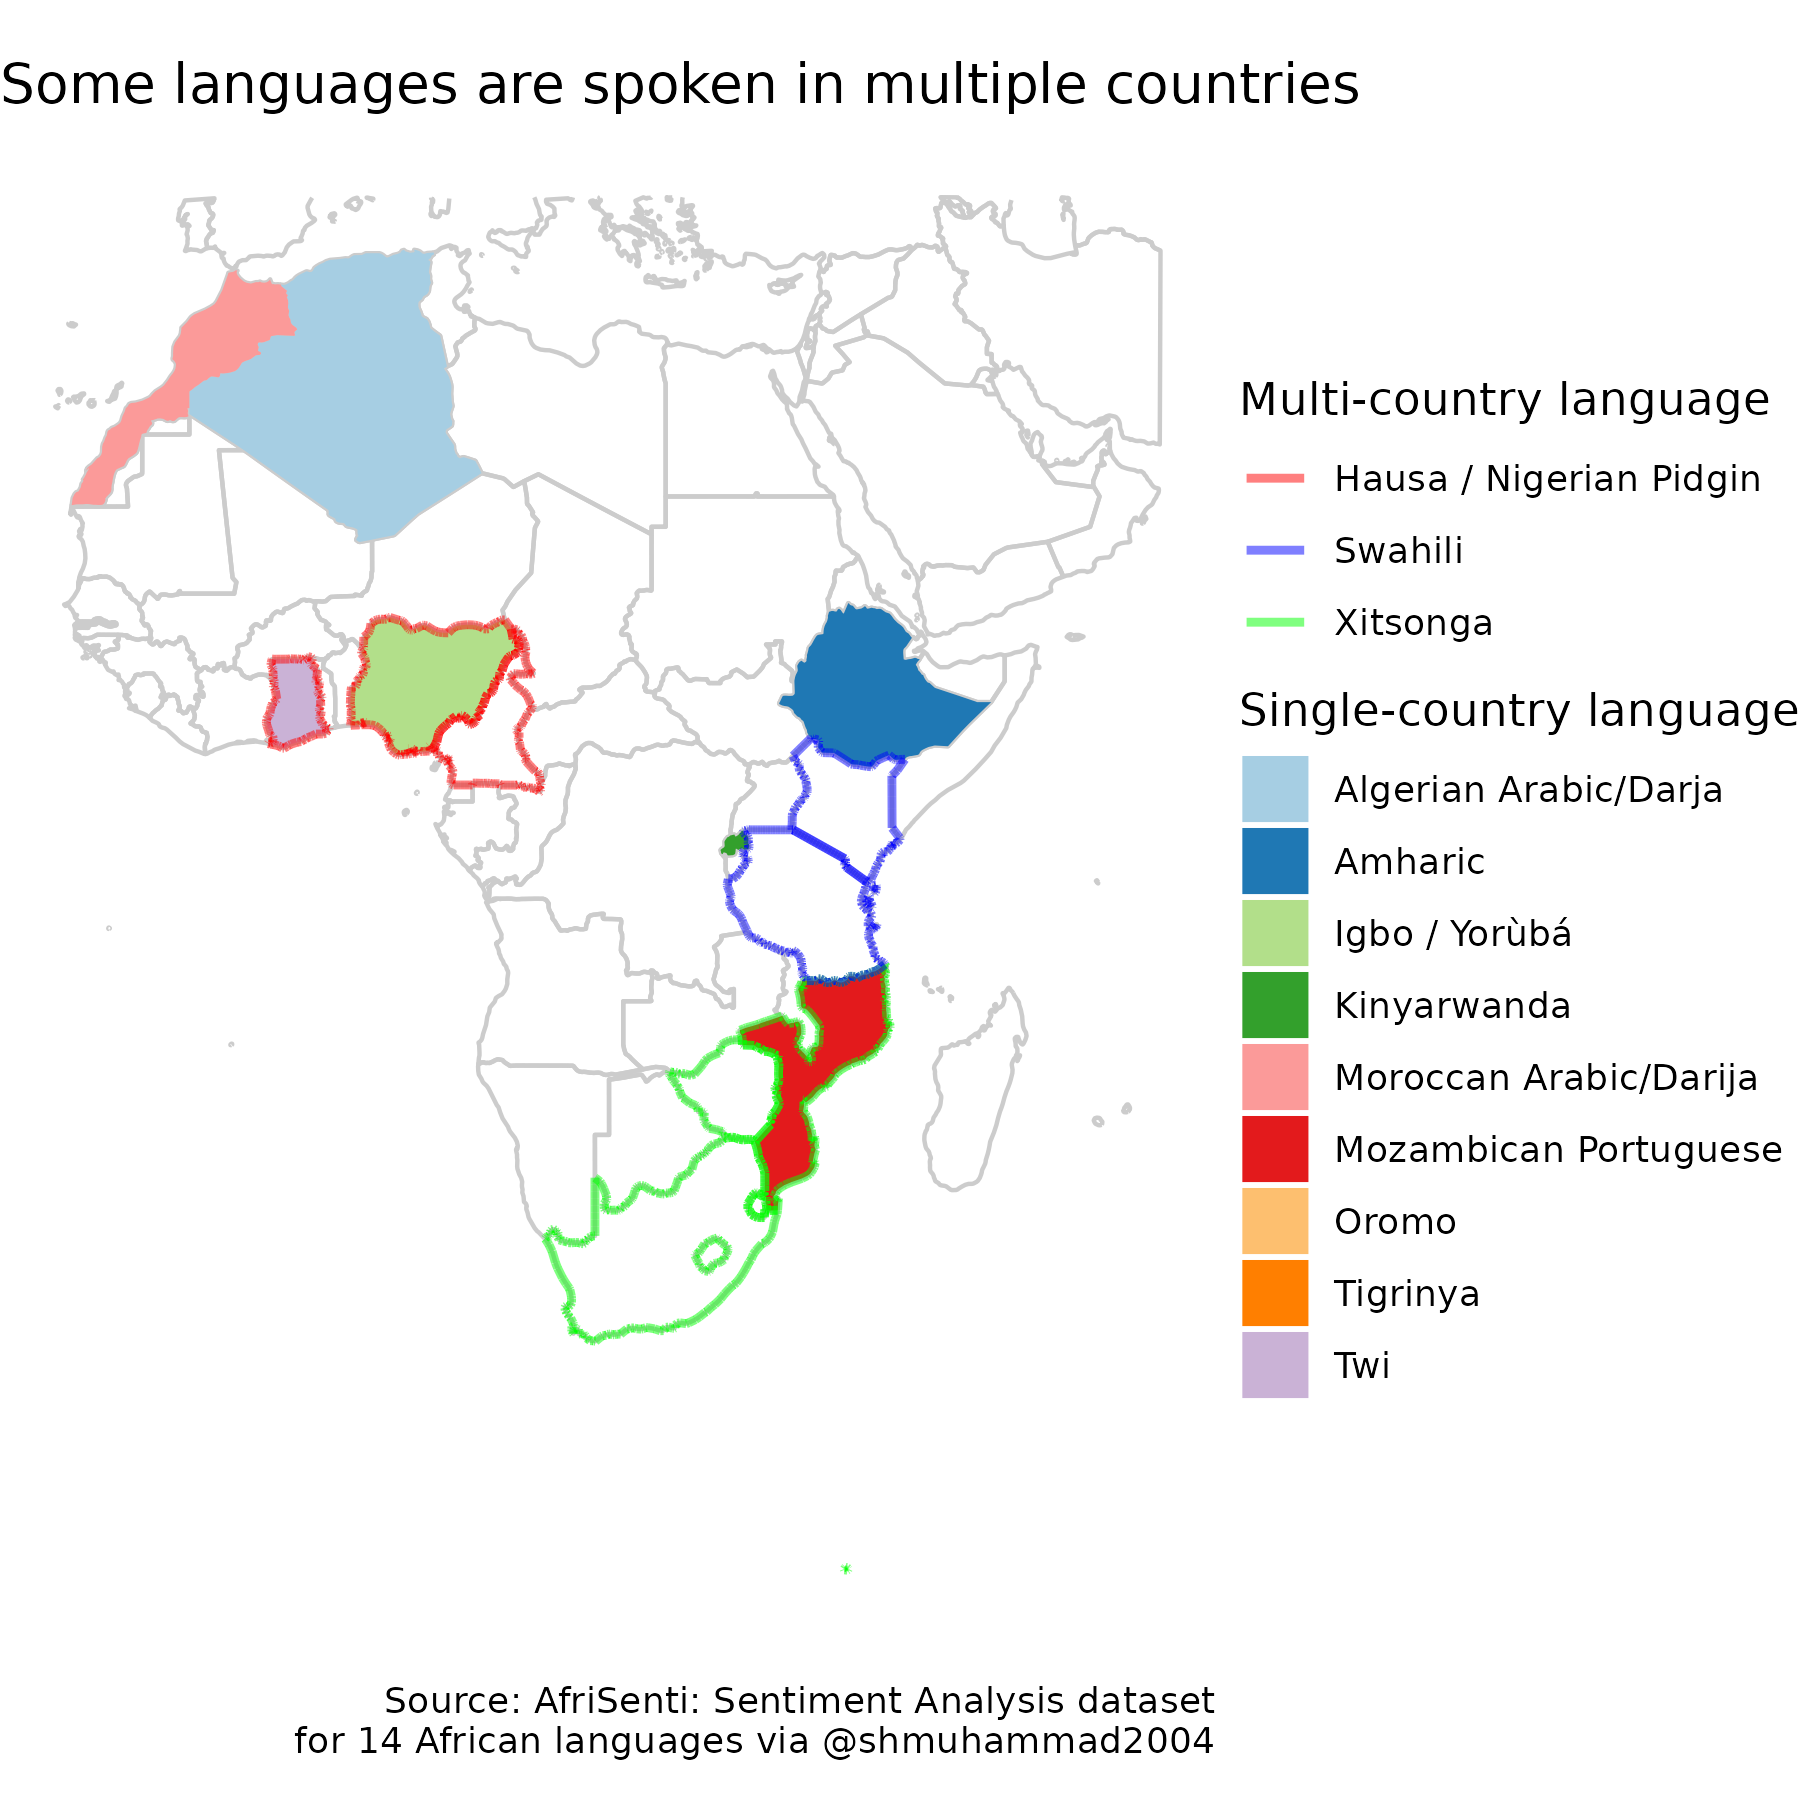 Some languages are spoken in multiple countries
Multi-country language
Hausa / Nigerian Pidgin
Swahili
Xitsonga
Single-country language
Algerian Arabic/Darja
Amharic
Igbo / Yorùbá
Kinyarwanda
Moroccan Arabic/Darija
Mozambican Portuguese
Oromo
Tigrinya
Twi
Source: AfriSenti: Sentiment Analysis dataset
for 14 African languages via @shmuhammad2004